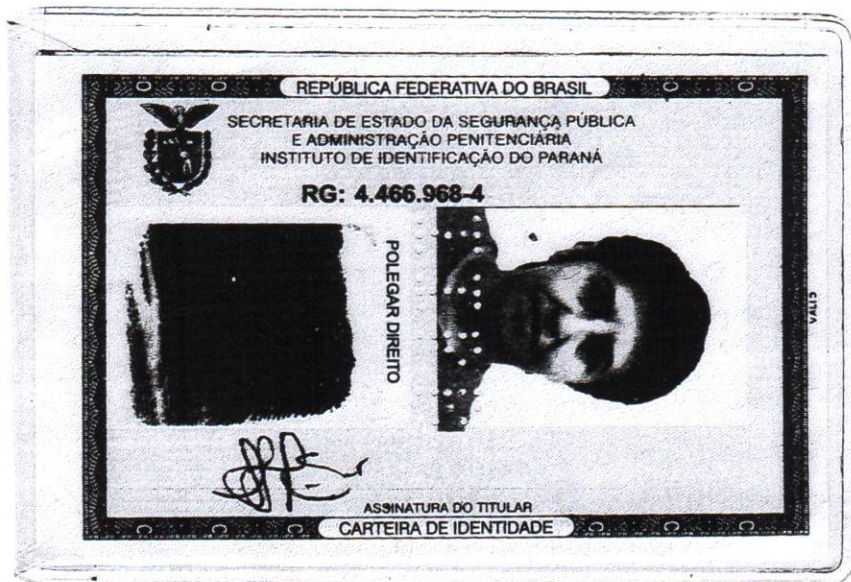 REPÚBLICA FEDERATIVA DO BRASIL
SECRETARIA DE ESTADO DA SEGURANÇA PÚBLICA
E ADMINISTRAÇÃO PENITENCIÁRIA
INSTITUTO DE IDENTIFICAÇÃO DO PARANÁ
RG: 4.466.968-4
POLEGAR DIREITO
ASSINATURA DO TITULAR
CARTEIRA DE IDENTIDADE